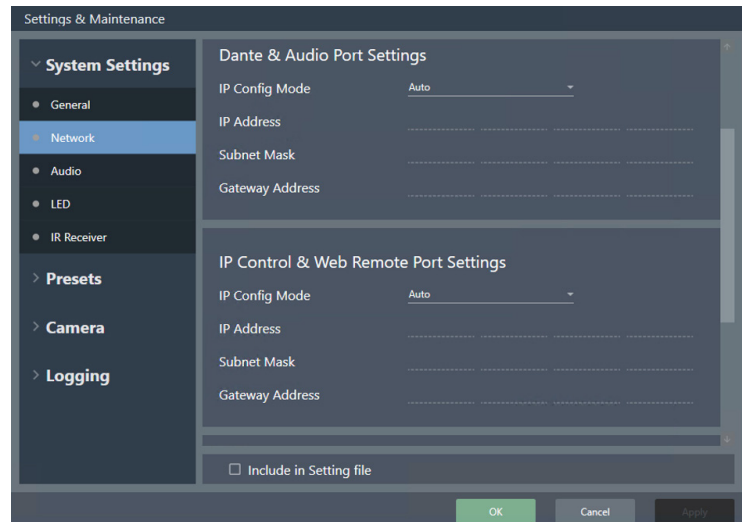 Settings & Maintenance
System Settings
General
Network
Audio
LED
IR Receiver
Presets
Camera
Logging
Dante & Audio Port Settings
IP Config Mode Auto
IP Address
Subnet Mask
Gateway Address
IP Control & Web Remote Port Settings
IP Config Mode Auto
IP Address
Subnet Mask
Gateway Address
Include in Setting file
OK Cancel Apply